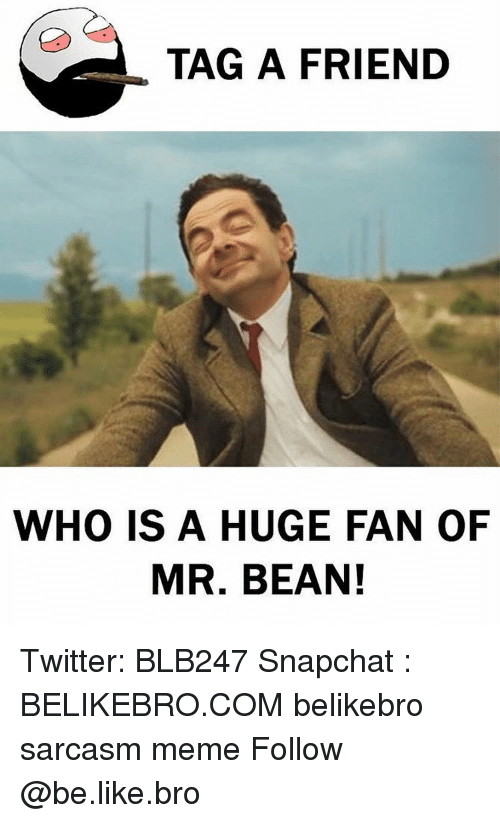 TAG A FRIEND
WHO IS A HUGE FAN OF
MR. BEAN!
Twitter: BLB247 Snapchat :
BELIKEBRO.COM belikebro
sarcasm meme Follow
@be.like.bro